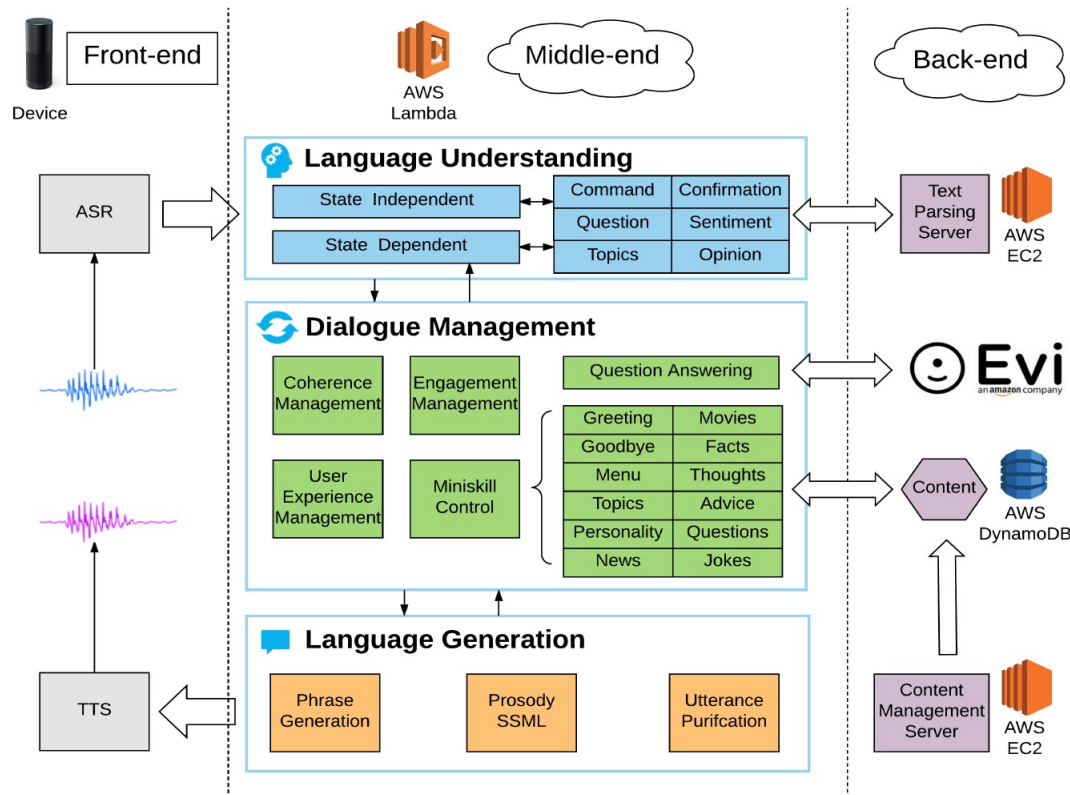 Front-end
Device
AWS
Lambda
Middle-end
Back-end
ASR
Language Understanding
State Independent
State Dependent
Command
Confirmation
Question
Sentiment
Topics
Opinion
Text
Parsing
Server
AWS
EC2
Dialogue Management
Coherence
Management
Engagement
Management
User
Experience
Management
Miniskill
Control
Question Answering
Greeting
Movies
Goodbye
Facts
Menu
Thoughts
Topics
Advice
Personality
Questions
News
Jokes
Evi
an amazon company
Content
AWS
DynamoDB
Language Generation
TTS
Phrase
Generation
Prosody
SSML
Utterance
Purifcation
Content
Management
Server
AWS
EC2